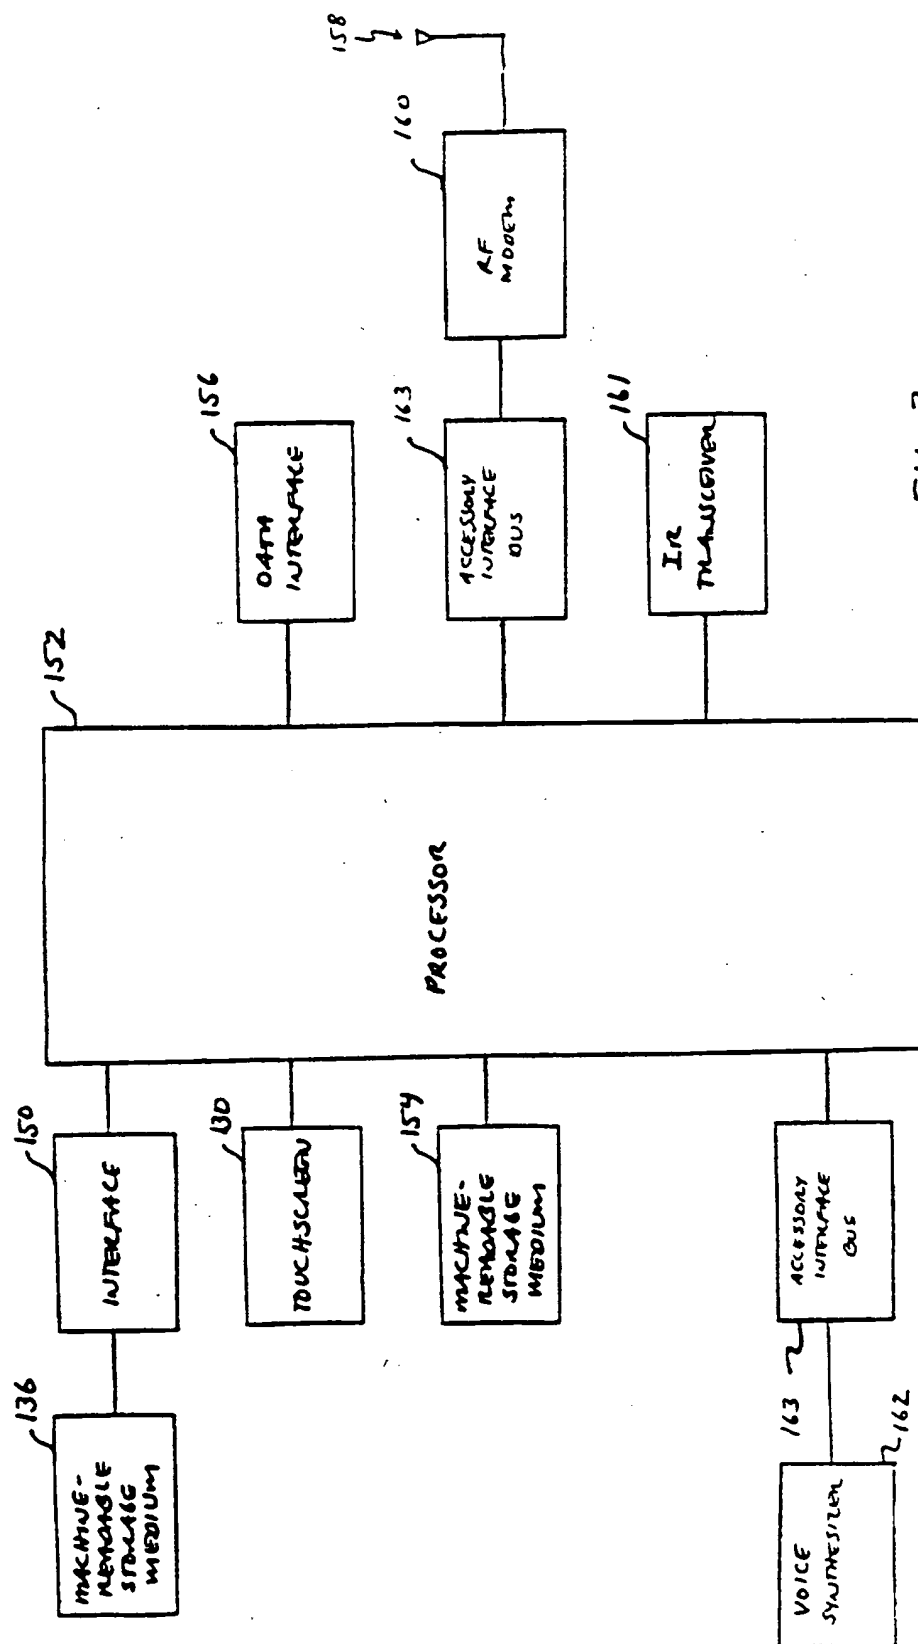 136
MACHINE-
READABLE
STORAGE
MEDIUM
150
INTERFACE
130
TOUCHSCREEN
154
MACHINE-
READABLE
STORAGE
MEDIUM
163
ACCESSORY
INTERFACE
BUS
162
VOICE
SYNTHESIZER
152
PROCESSOR
156
DATA
INTERFACE
163
ACCESSORY
INTERFACE
BUS
161
IR
TRANSCEIVER
160
RF
MODEM
158